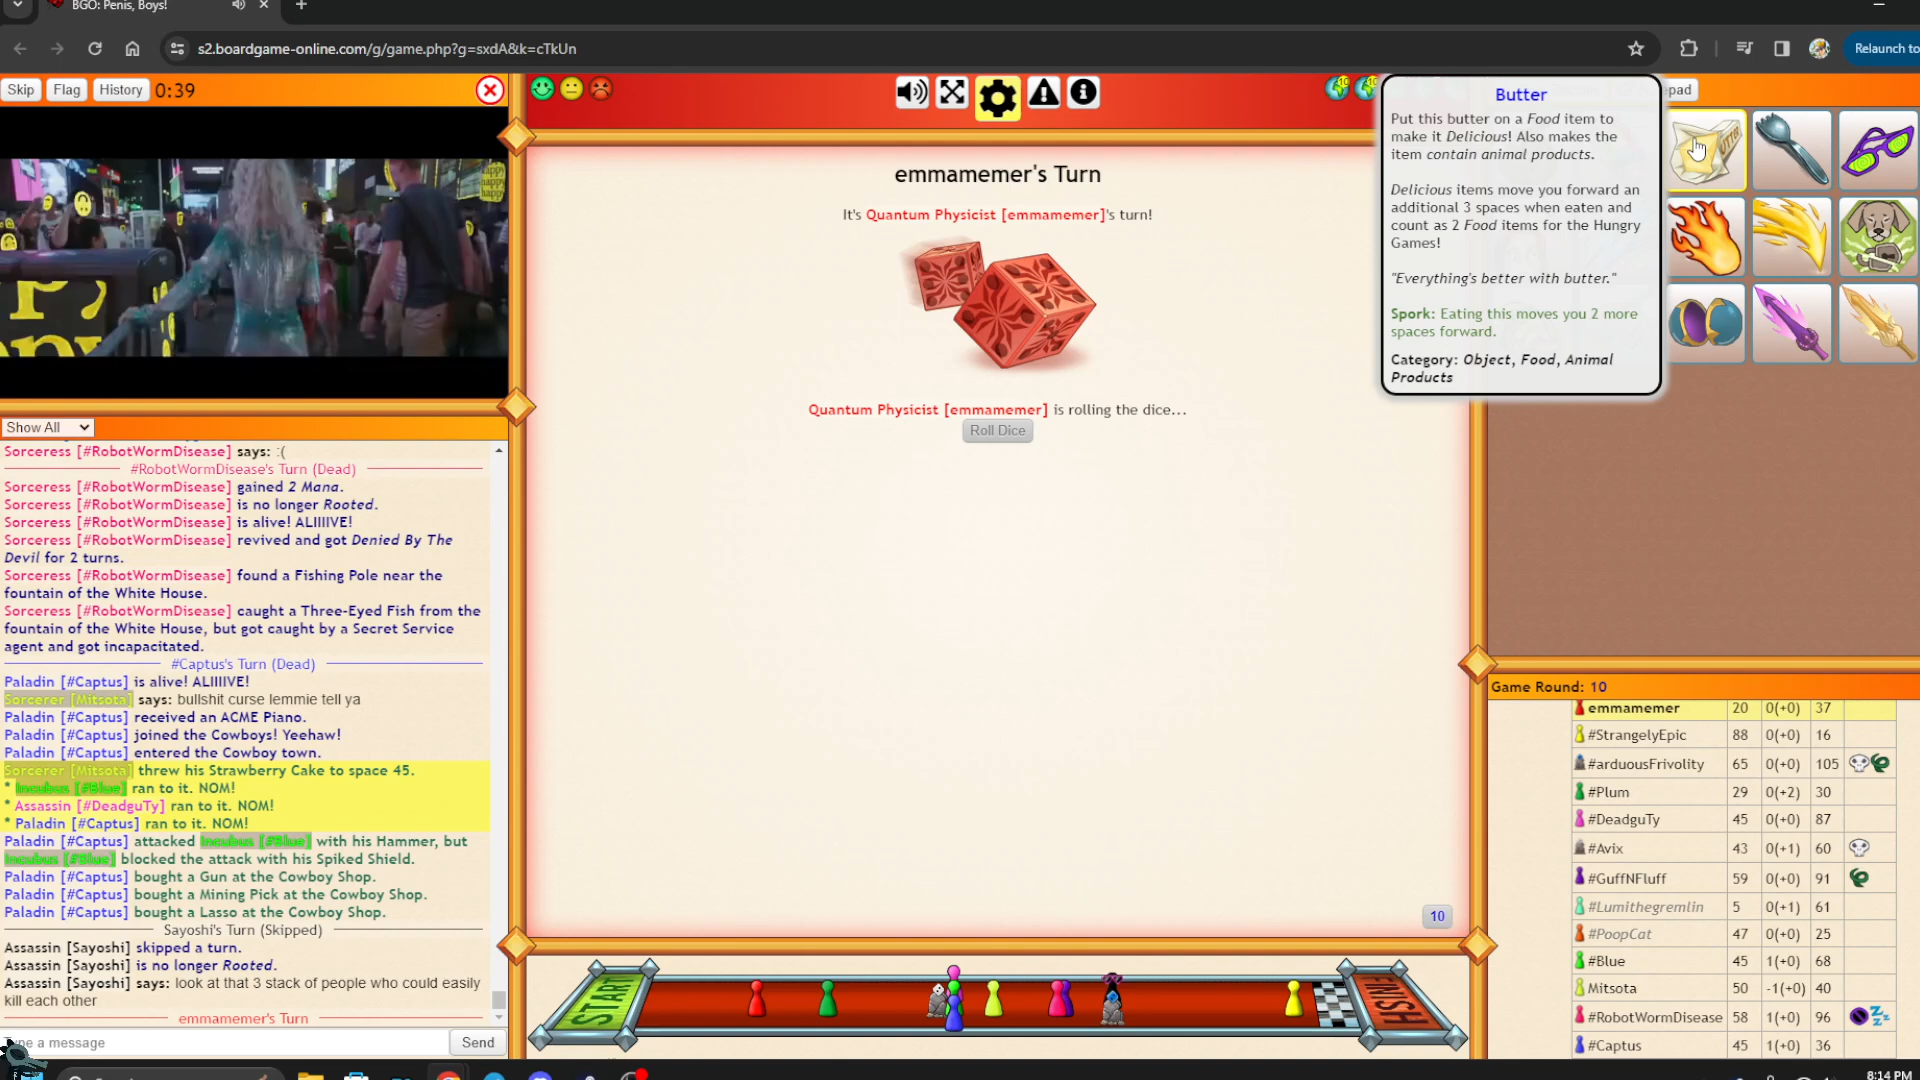 BGO: Penis, Boys!
s2.boardgame-online.com/g/game.php?g=sxdA&k=cTkUn
Relaunch to
Skip
Flag
History
0:39
Show All
Sorceress [#RobotWormDisease] says: :(
#RobotWormDisease's Turn (Dead)
Sorceress [#RobotWormDisease] gained 2 Mana.
Sorceress [#RobotWormDisease] is no longer Rooted.
Sorceress [#RobotWormDisease] is alive! ALIIIIVE!
Sorceress [#RobotWormDisease] revived and got Denied By The
Devil for 2 turns.
Sorceress [#RobotWormDisease] found a Fishing Pole near the
fountain of the White House.
Sorceress [#RobotWormDisease] caught a Three-Eyed Fish from the
fountain of the White House, but got caught by a Secret Service
agent and got incapacitated.
#Captus's Turn (Dead)
Paladin [#Captus] is alive! ALIIIIVE!
Sorcerer [Mitsota] says: bullshit curse lemmie tell ya
Paladin [#Captus] received an ACME Piano.
Paladin [#Captus] joined the Cowboys! Yeehaw!
Paladin [#Captus] entered the Cowboy town.
Sorcerer [Mitsota] threw his Strawberry Cake to space 45.
* Incubus [#Blue] ran to it. NOM!
* Assassin [#DeadguTy] ran to it. NOM!
* Paladin [#Captus] ran to it. NOM!
Paladin [#Captus] attacked Incubus [#Blue] with his Hammer, but
Incubus [#Blue] blocked the attack with his Spiked Shield.
Paladin [#Captus] bought a Gun at the Cowboy Shop.
Paladin [#Captus] bought a Mining Pick at the Cowboy Shop.
Paladin [#Captus] bought a Lasso at the Cowboy Shop.
Sayoshi's Turn (Skipped)
Assassin [Sayoshi] skipped a turn.
Assassin [Sayoshi] is no longer Rooted.
Assassin [Sayoshi] says: look at that 3 stack of people who could easily
kill each other
emmamemer's Turn
pe a message
Send
emmamemer's Turn
It's Quantum Physicist [emmamemer]'s turn!
Quantum Physicist [emmamemer] is rolling the dice...
Roll Dice
10
START
FINISH
Butter
Put this butter on a Food item to
make it Delicious! Also makes the
item contain animal products.
Delicious items move you forward an
additional 3 spaces when eaten and
count as 2 Food items for the Hungry
Games!
"Everything's better with butter."
Spork: Eating this moves you 2 more
spaces forward.
Category: Object, Food, Animal
Products
pad
Game Round: 10
emmamemer 20 0(+0) 37
#StrangelyEpic 88 0(+0) 16
#arduousFrivolity 65 0(+0) 105
#Plum 29 0(+2) 30
#DeadguTy 45 0(+0) 87
#Avix 43 0(+1) 60
#GuffNFluff 59 0(+0) 91
#Lumithegremlin 5 0(+1) 61
#PoopCat 47 0(+0) 25
#Blue 45 1(+0) 68
Mitsota 50 -1(+0) 40
#RobotWormDisease 58 1(+0) 96
#Captus 45 1(+0) 36
8:14 PM